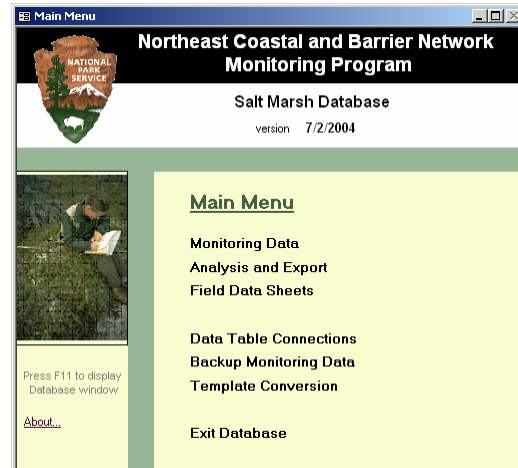 Main Menu
NATIONAL
PARK
SERVICE
Northeast Coastal and Barrier Network
Monitoring Program
Salt Marsh Database
version 7/2/2004
Main Menu
Monitoring Data
Analysis and Export
Field Data Sheets
Data Table Connections
Backup Monitoring Data
Template Conversion
Exit Database
Press F11 to display
Database window
About...